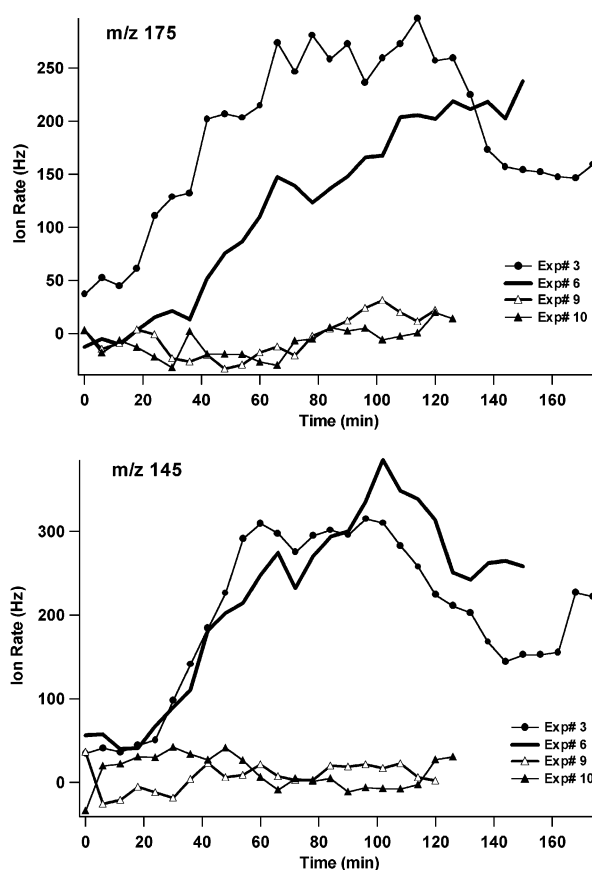 m/z 175
250
200
150
100
50
0
Ion Rate (Hz)
Exp# 3
Exp# 6
Exp# 9
Exp# 10
0 20 40 60 80 100 120 140 160
Time (min)
m/z 145
300
200
100
0
Ion Rate (Hz)
Exp# 3
Exp# 6
Exp# 9
Exp# 10
0 20 40 60 80 100 120 140 160
Time (min)